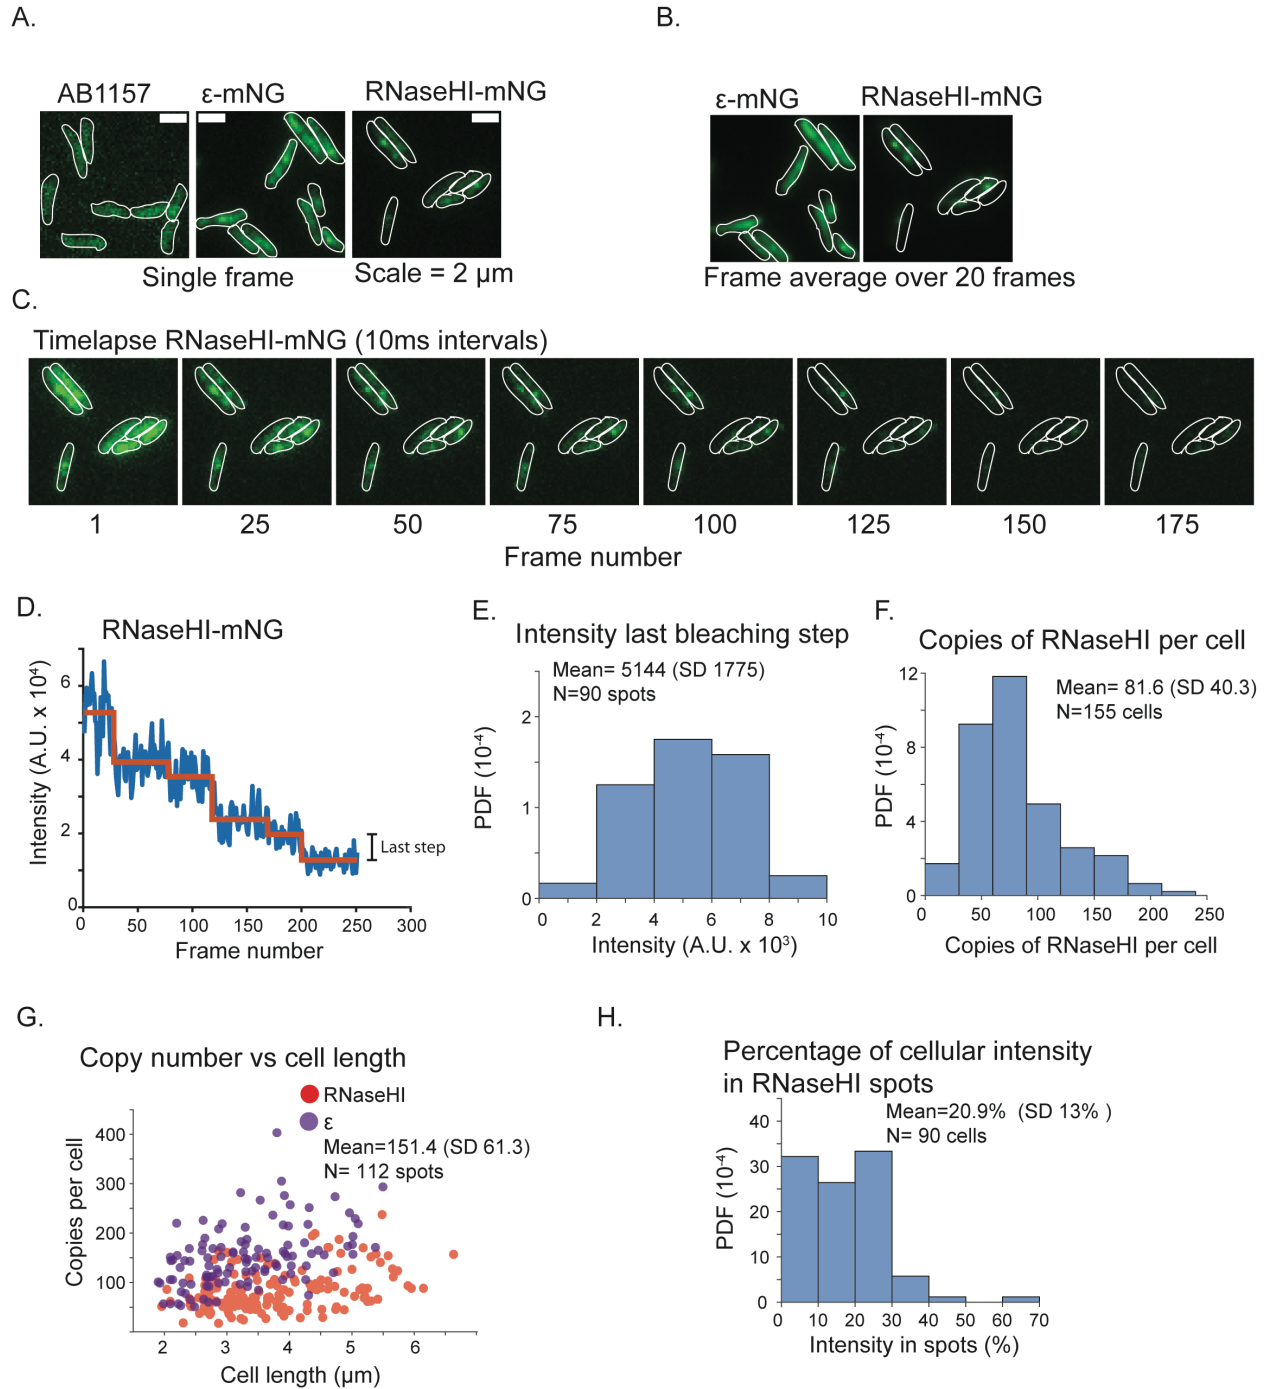 A.
B.
AB1157
ε-mNG
RNaseHI-mNG
ε-mNG
RNaseHI-mNG
Single frame
Scale = 2 µm
Frame average over 20 frames
C.
Timelapse RNaseHI-mNG (10ms intervals)
1 25 50 75 100 125 150 175
Frame number
D.
RNaseHI-mNG
Intensity (A.U. x 10⁴)
6
4
2
0
Last step
0 50 100 150 200 250 300
Frame number
E.
Intensity last bleaching step
Mean= 5144 (SD 1775)
N=90 spots
PDF (10⁻⁴)
2
1
0
0 2 4 6 8 10
Intensity (A.U. x 10³)
F.
Copies of RNaseHI per cell
Mean= 81.6 (SD 40.3)
N=155 cells
PDF (10⁻⁴)
12
8
4
0
0 50 100 150 200 250
Copies of RNaseHI per cell
G.
Copy number vs cell length
RNaseHI
ε
Mean=151.4 (SD 61.3)
N= 112 spots
Copies per cell
400
300
200
100
2 3 4 5 6
Cell length (µm)
H.
Percentage of cellular intensity
in RNaseHI spots
Mean=20.9% (SD 13% )
N= 90 cells
PDF (10⁻⁴)
40
30
20
10
0
0 10 20 30 40 50 60 70
Intensity in spots (%)